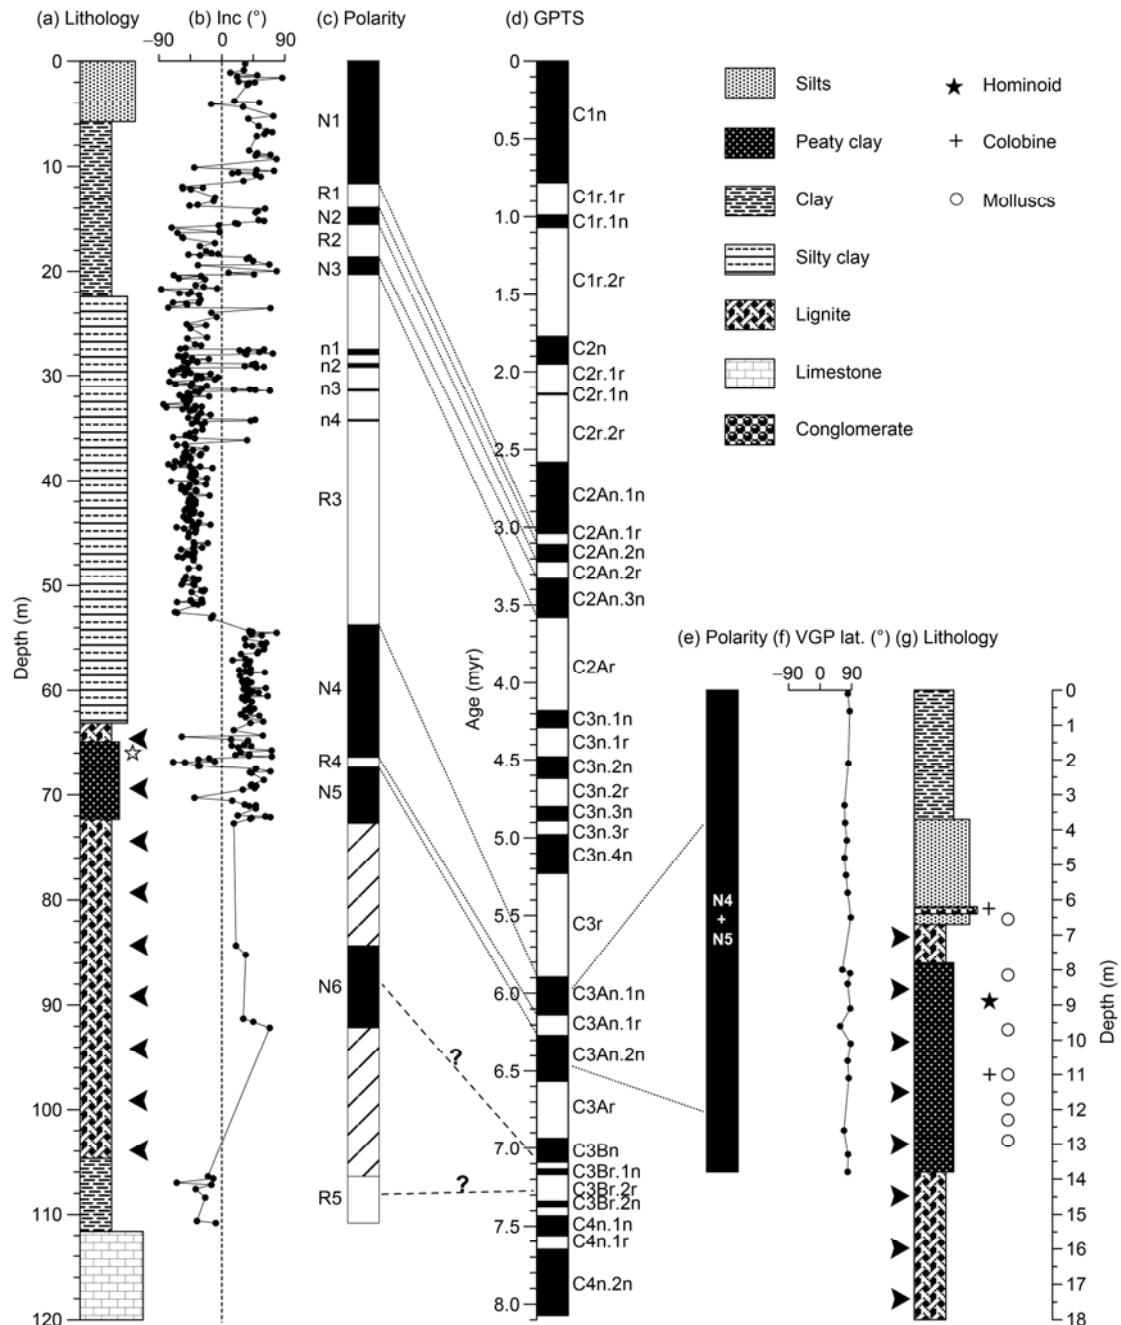 (a) Lithology
(b) Inc (°)
(c) Polarity
(d) GPTS
−90 0 90
0
10
20
30
40
50
60
70
80
90
100
110
120
Depth (m)
N1
R1
N2
R2
N3
n1
n2
n3
n4
R3
N4
R4
N5
N6
R5
?
?
0
0.5
1.0
1.5
2.0
2.5
3.0
3.5
4.0
4.5
5.0
5.5
6.0
6.5
7.0
7.5
8.0
Age (myr)
C1n
C1r.1r
C1r.1n
C1r.2r
C2n
C2r.1r
C2r.1n
C2r.2r
C2An.1n
C2An.1r
C2An.2n
C2An.2r
C2An.3n
C2Ar
C3n.1n
C3n.1r
C3n.2n
C3n.2r
C3n.3n
C3n.3r
C3n.4n
C3r
C3An.1n
C3An.1r
C3An.2n
C3Ar
C3Bn
C3Br.1n
C3Br.2r
C3Br.2n
C4n.1n
C4n.1r
C4n.2n
Silts
Peaty clay
Clay
Silty clay
Lignite
Limestone
Conglomerate
Hominoid
Colobine
Molluscs
(e) Polarity (f) VGP lat. (°) (g) Lithology
−90 0 90
N4
+
N5
0
1
2
3
4
5
6
7
8
9
10
11
12
13
14
15
16
17
18
Depth (m)